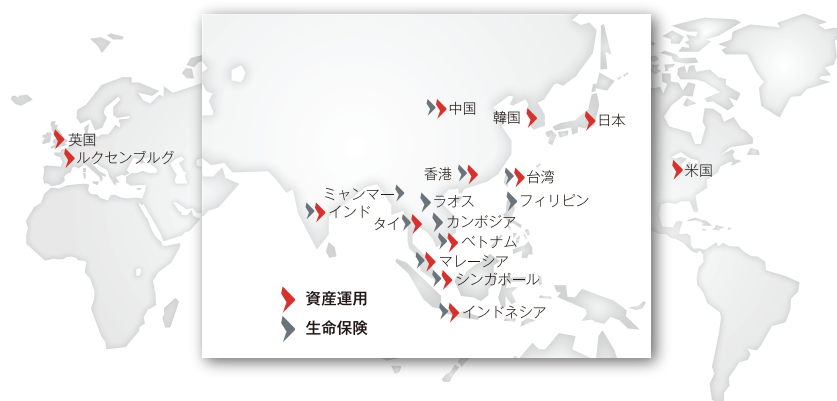 英国
ルクセンブルグ
中国
韓国
日本
香港
台湾
米国
ミャンマー
ラオス
フィリピン
インド
タイ
カンボジア
ベトナム
マレーシア
シンガポール
インドネシア
資産運用
生命保険